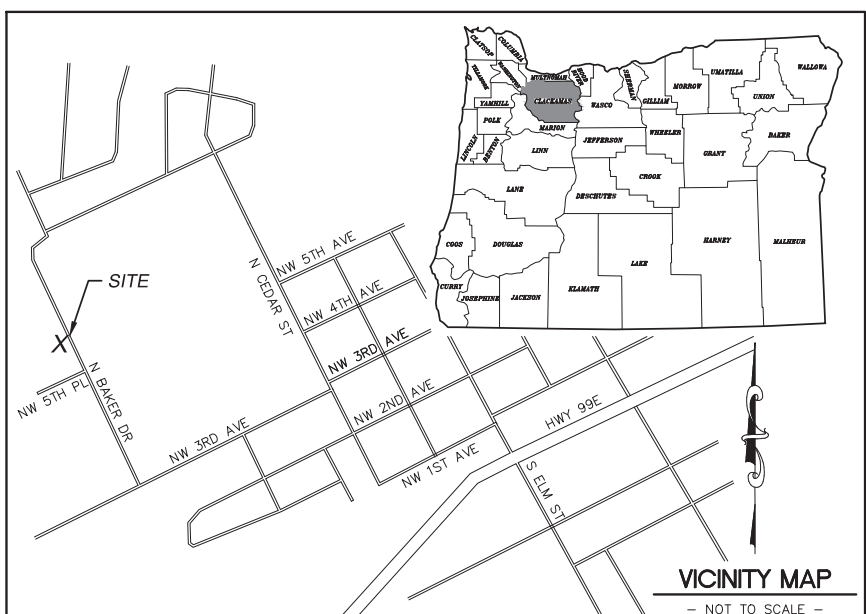 CLATSOP
COLUMBIA
TILLAMOOK
WASHINGTON
MULTNOMAH
HOOD
RIVER
CLACKAMAS
YAMHILL
POLK
MARION
LINCOLN
BENTON
LINN
WASCO
SHERMAN
GILLIAM
MORROW
UMATILLA
WALLOWA
UNION
BAKER
WHEELER
JEFFERSON
GRANT
CROOK
LANE
DESCHUTES
COOS
DOUGLAS
CURRY
JOSEPHINE
JACKSON
KLAMATH
LAKE
HARNEY
MALHEUR
SITE
X
N CEDAR ST
NW 5TH AVE
NW 4TH AVE
NW 3RD AVE
NW 2ND AVE
NW 1ST AVE
NW 5TH PL
N BAKER DR
NW 3RD AVE
HWY 99E
S ELM ST
VICINITY MAP
– NOT TO SCALE –